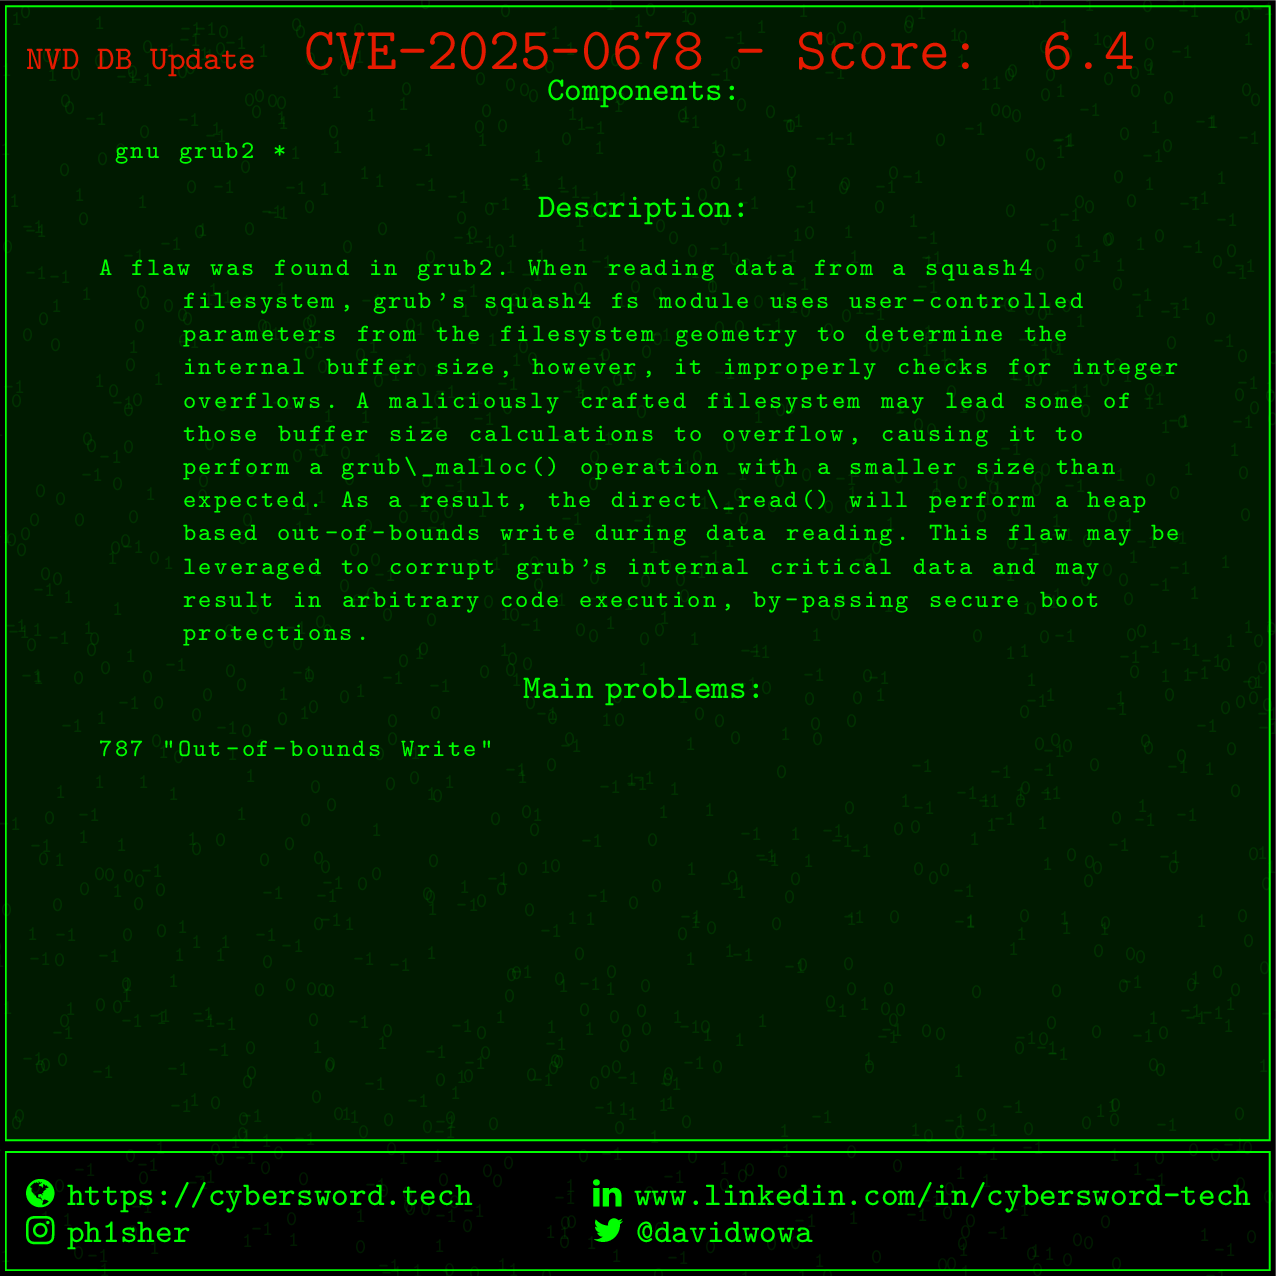 NVD DB Update CVE-2025-0678 - Score: 6.4
Components:
gnu grub2 *
Description:
A flaw was found in grub2. When reading data from a squash4
filesystem, grub's squash4 fs module uses user-controlled
parameters from the filesystem geometry to determine the
internal buffer size, however, it improperly checks for integer
overflows. A maliciously crafted filesystem may lead some of
those buffer size calculations to overflow, causing it to
perform a grub\_malloc() operation with a smaller size than
expected. As a result, the direct\_read() will perform a heap
based out-of-bounds write during data reading. This flaw may be
leveraged to corrupt grub's internal critical data and may
result in arbitrary code execution, by-passing secure boot
protections.
Main problems:
787 "Out-of-bounds Write"
https://cybersword.tech www.linkedin.com/in/cybersword-tech
ph1sher @davidwowa